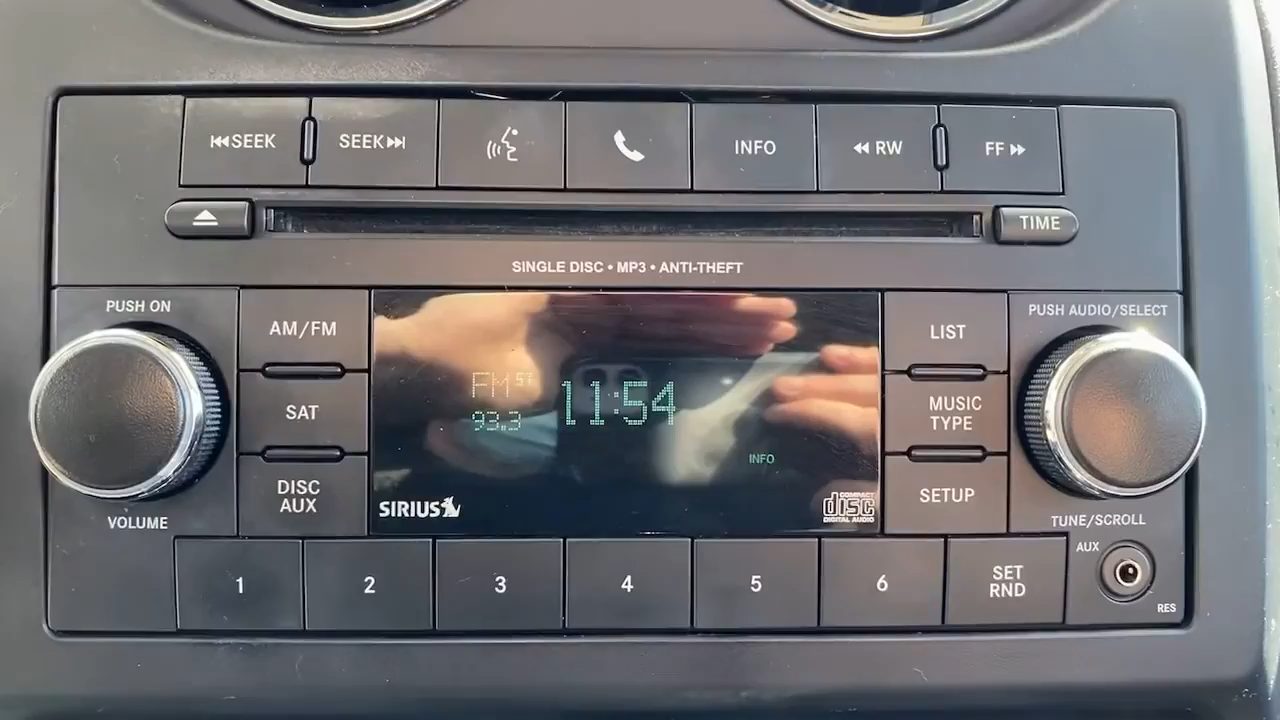 SEEK
SEEK
INFO
RW
FF
TIME
SINGLE DISC • MP3 • ANTI-THEFT
PUSH ON
VOLUME
AM/FM
SAT
DISC
AUX
FM
93.3
11:54
INFO
SIRIUS
COMPACT
disc
DIGITAL AUDIO
LIST
MUSIC
TYPE
SETUP
PUSH AUDIO/SELECT
TUNE/SCROLL
1
2
3
4
5
6
SET
RND
AUX
RES